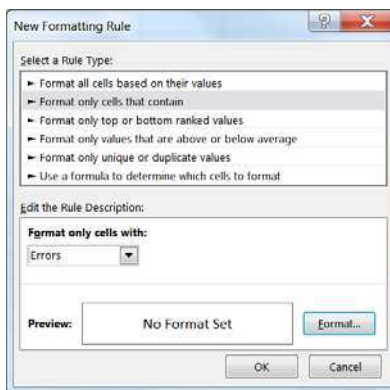 New Formatting Rule
Select a Rule Type:
► Format all cells based on their values
► Format only cells that contain
► Format only top or bottom ranked values
► Format only values that are above or below average
► Format only unique or duplicate values
► Use a formula to determine which cells to format
Edit the Rule Description:
Format only cells with:
Errors
Preview: No Format Set Format...
OK Cancel